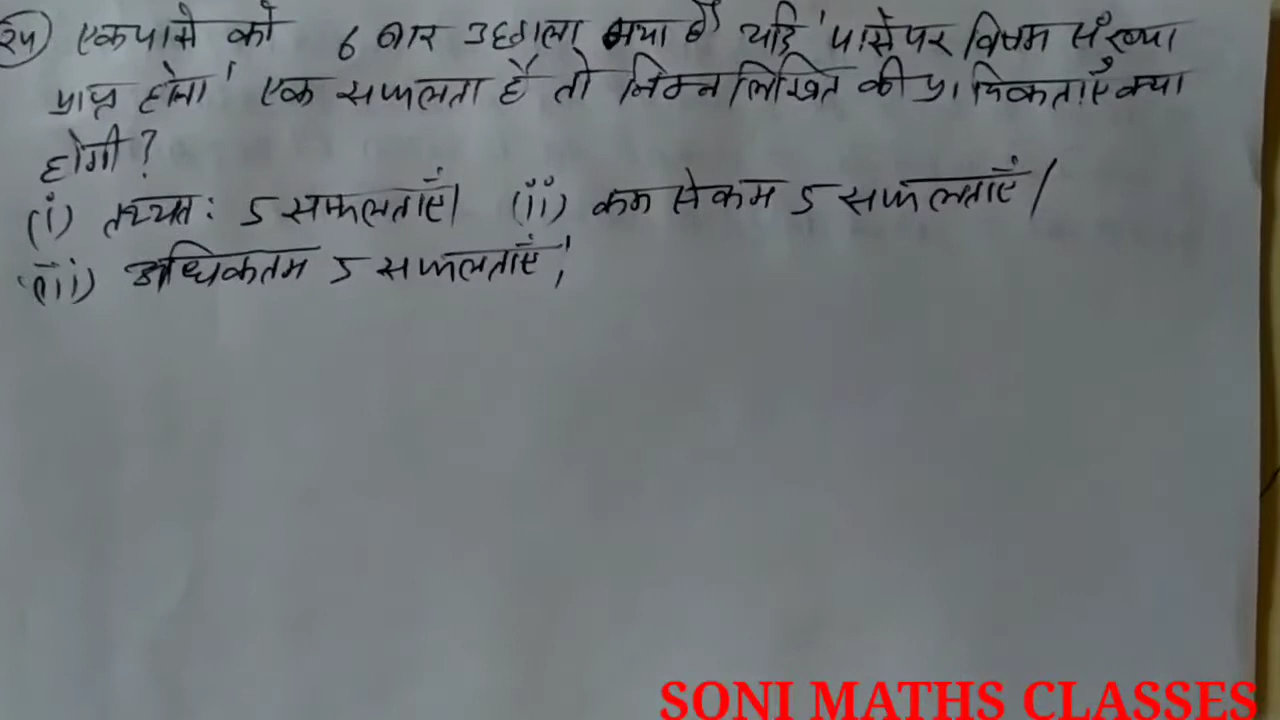 २५) एक पासे को 6 बार उछाला गया है यदि 'पासे पर विषम संख्या
प्राप्त होना' एक सफलता है तो निम्नलिखित की प्रायिकताएँ क्या
होगी?
(i) तथ्यत: 5 सफलताएँ। (ii) कम से कम 5 सफलताएँ।
(iii) अधिकतम 5 सफलताएँ।
SONI MATHS CLASSES